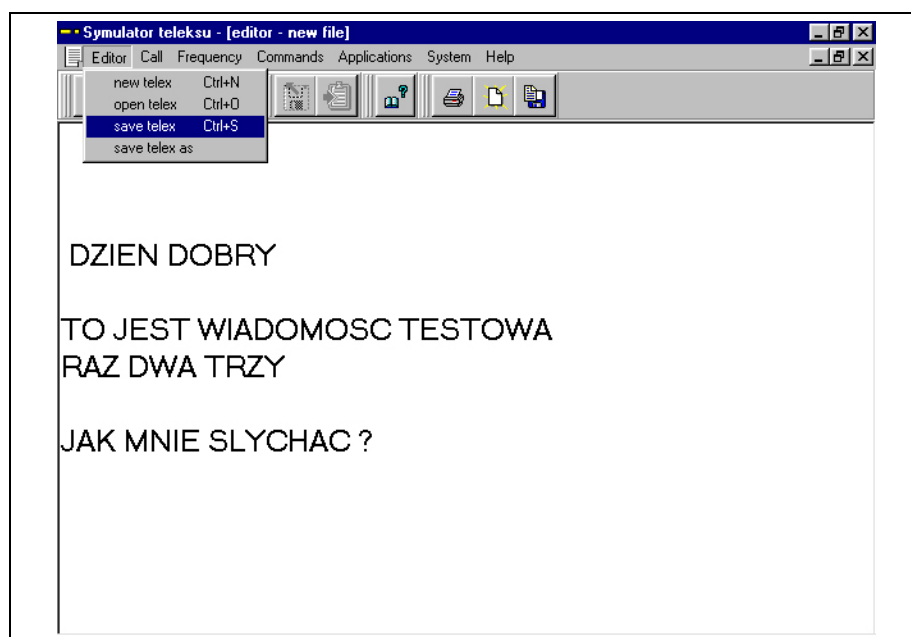 Symulator teleksu - [editor - new file]
Editor Call Frequency Commands Applications System Help
new telex Ctrl+N
open telex Ctrl+O
save telex Ctrl+S
save telex as
DZIEN DOBRY
TO JEST WIADOMOSC TESTOWA
RAZ DWA TRZY
JAK MNIE SLYCHAC ?